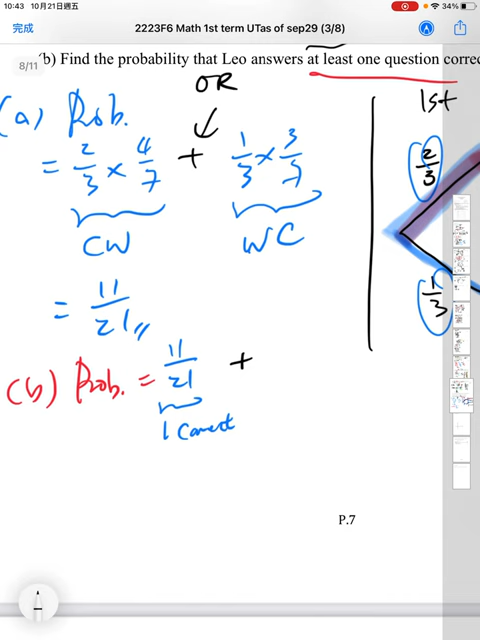 10:43 10月21日週五 34%
完成 2223F6 Math 1st term UTas of sep29 (3/8)
8/11
(b) Find the probability that Leo answers at least one question corre
OR
(a) Prob. 1st
= 2/3 × 4/7 + 1/3 × 3/7 2/3
CW WC
= 11/21 1/3
(b) Prob. = 11/21 +
1 Correct
P.7